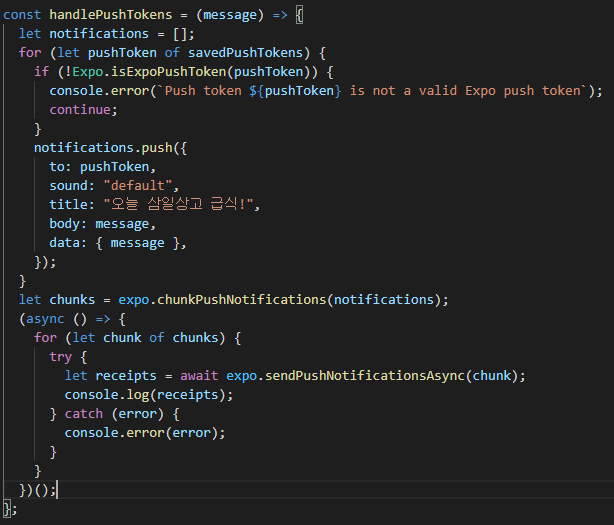 const handlePushTokens = (message) => {
  let notifications = [];
  for (let pushToken of savedPushTokens) {
    if (!Expo.isExpoPushToken(pushToken)) {
      console.error(`Push token ${pushToken} is not a valid Expo push token`);
      continue;
    }
    notifications.push({
      to: pushToken,
      sound: "default",
      title: "오늘 삼일상고 급식!",
      body: message,
      data: { message },
    });
  }
  let chunks = expo.chunkPushNotifications(notifications);
  (async () => {
    for (let chunk of chunks) {
      try {
        let receipts = await expo.sendPushNotificationsAsync(chunk);
        console.log(receipts);
      } catch (error) {
        console.error(error);
      }
    }
  })();
};